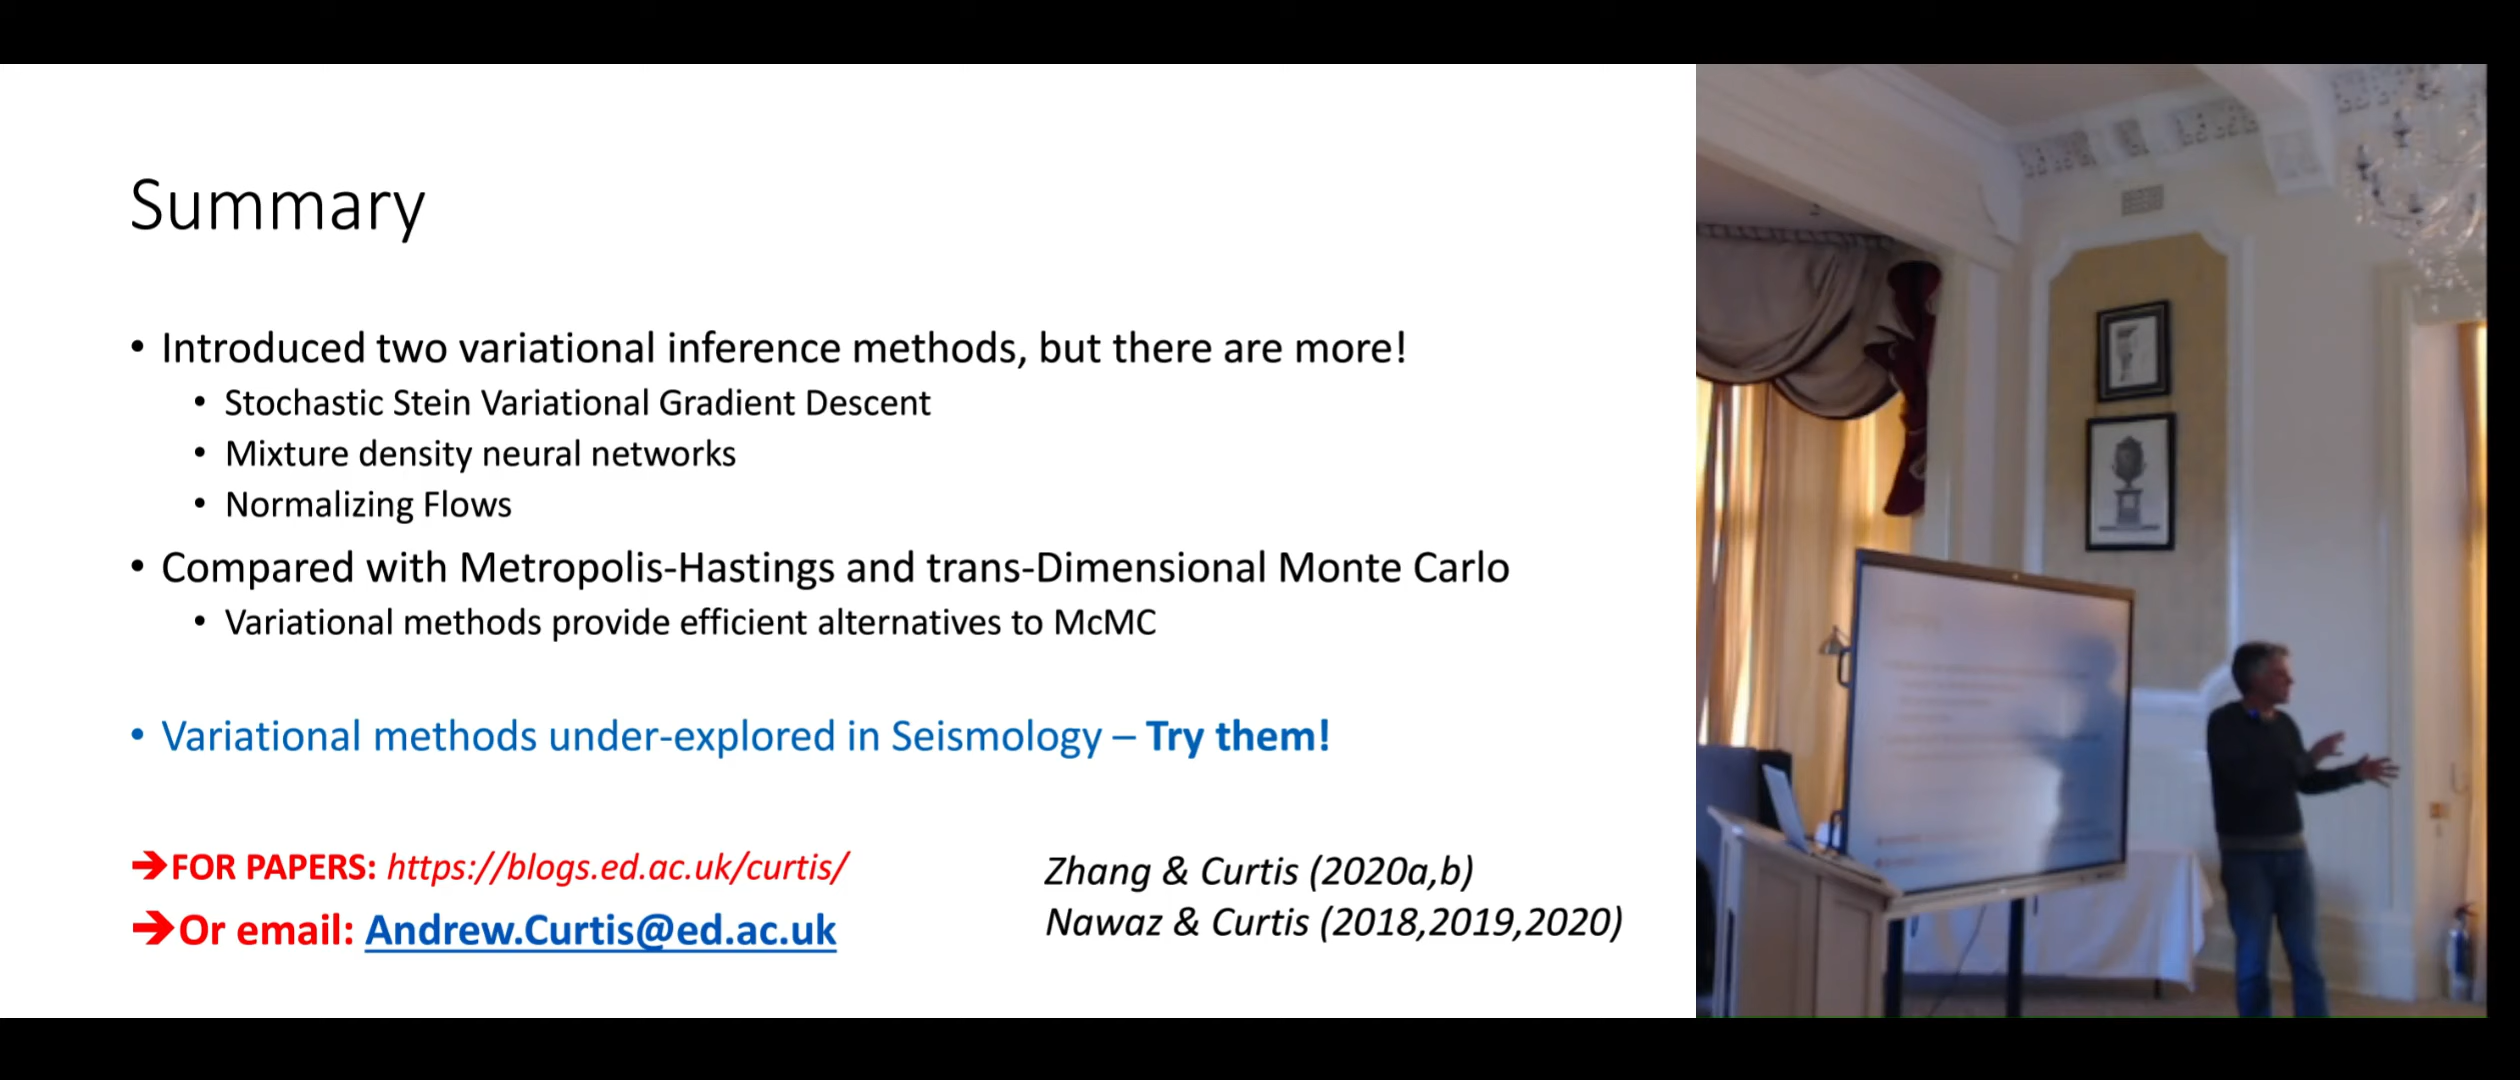 Summary
• Introduced two variational inference methods, but there are more!
• Stochastic Stein Variational Gradient Descent
• Mixture density neural networks
• Normalizing Flows
• Compared with Metropolis-Hastings and trans-Dimensional Monte Carlo
• Variational methods provide efficient alternatives to McMC
• Variational methods under-explored in Seismology – Try them!
➔FOR PAPERS: https://blogs.ed.ac.uk/curtis/
➔Or email: Andrew.Curtis@ed.ac.uk
Zhang & Curtis (2020a,b)
Nawaz & Curtis (2018,2019,2020)